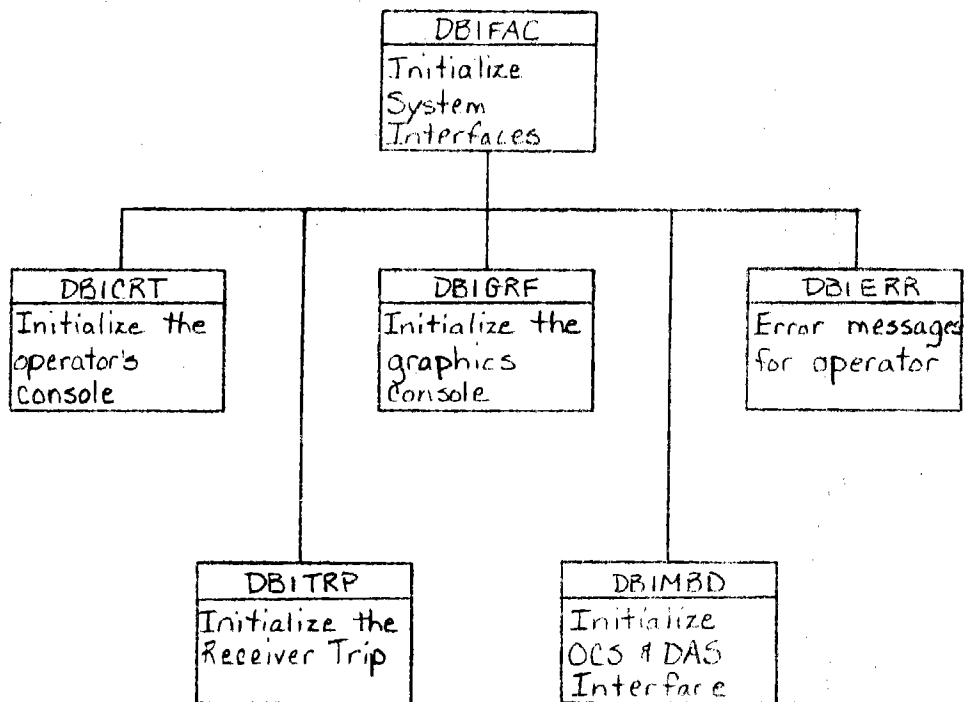 DBIFAC
Initialize
System
Interfaces
DBICRT
Initialize the
operator's
Console
DBIGRF
Initialize the
graphics
Console
DBIERR
Error messages
for operator
DBITRP
Initialize the
Receiver Trip
DBIMBD
Initialize
OCS & DAS
Interface